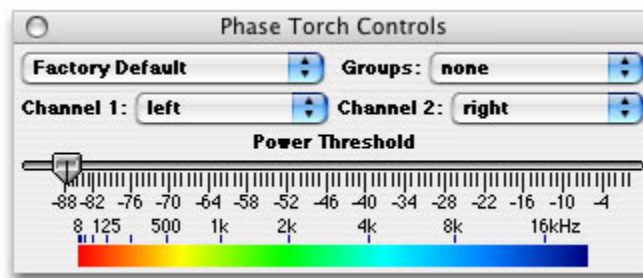 Phase Torch Controls
Factory Default Groups: none
Channel 1: left Channel 2: right
Power Threshold
-88 -82 -76 -70 -64 -58 -52 -46 -40 -34 -28 -22 -16 -10 -4
8 125 500 1k 2k 4k 8k 16kHz